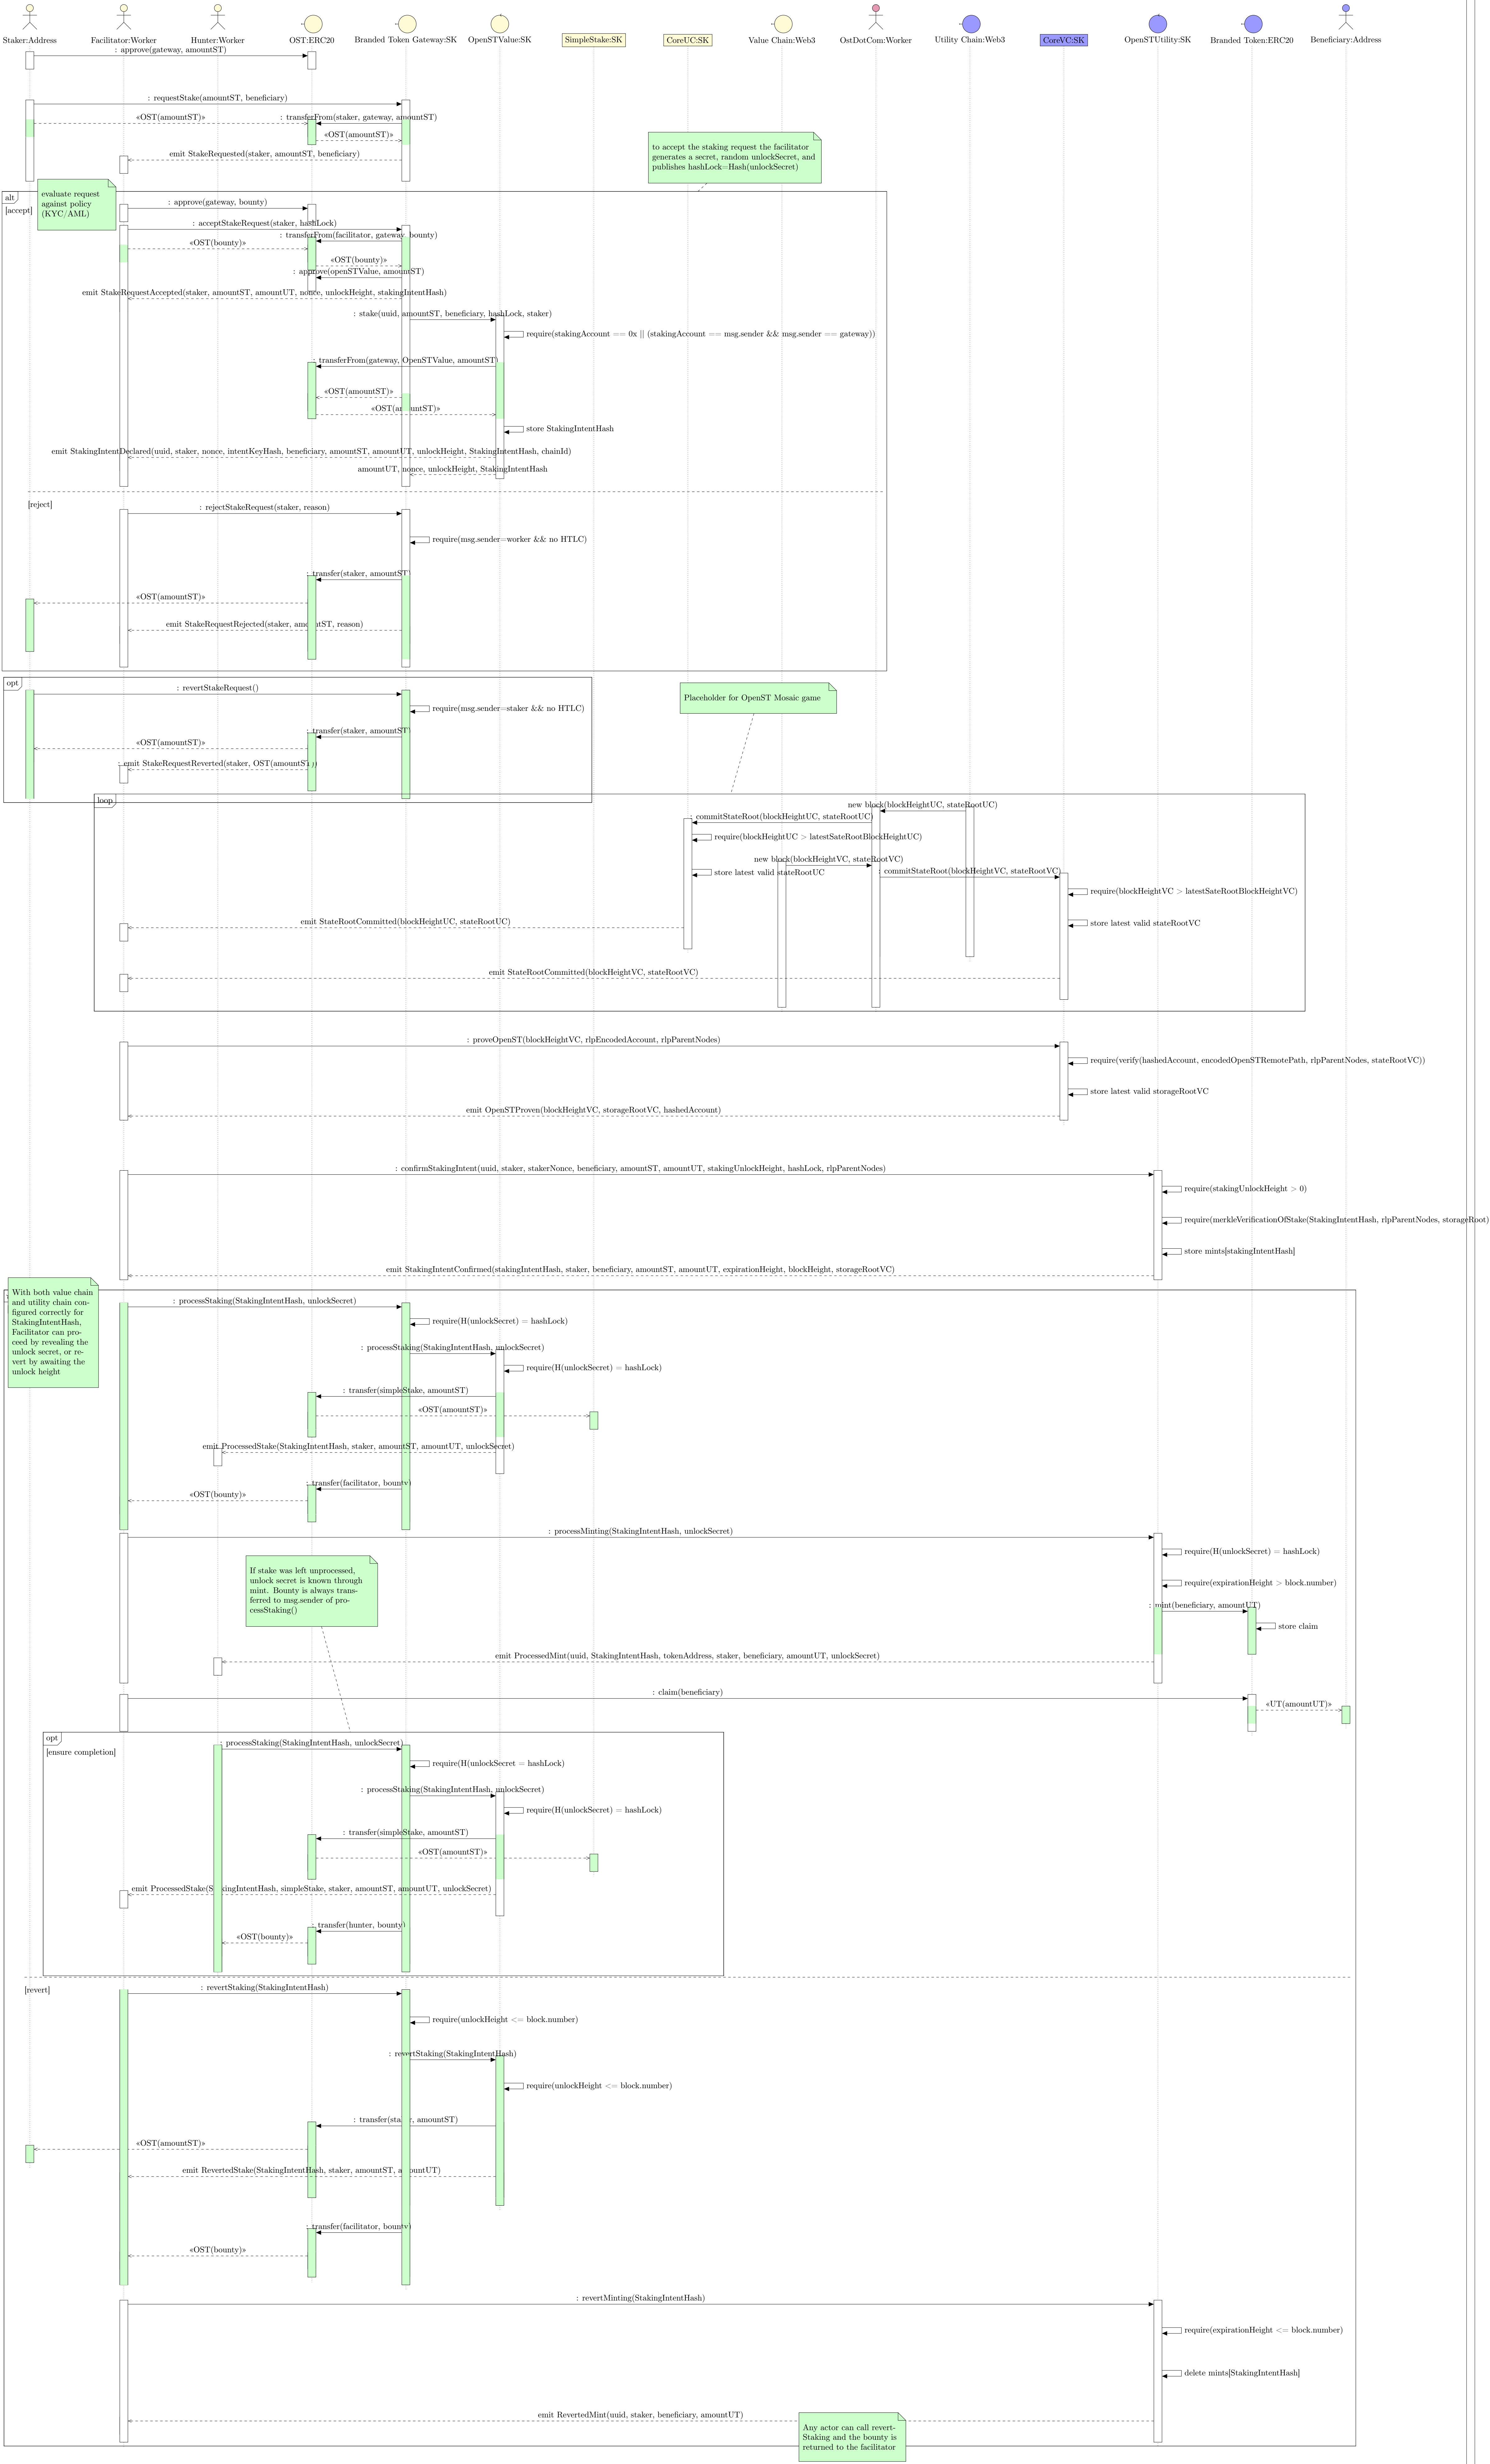 Staker:Address
Facilitator:Worker
Hunter:Worker
OST:ERC20
Branded Token Gateway:SK
OpenSTValue:SK
SimpleStake:SK
CoreUC:SK
Value Chain:Web3
OstDotCom:Worker
Utility Chain:Web3
CoreVC:SK
OpenSTUtility:SK
Branded Token:ERC20
Beneficiary:Address
: approve(gateway, amountST)
: requestStake(amountST, beneficiary)
: transferFrom(staker, gateway, amountST)
«OST(amountST)»
«OST(amountST)»
emit StakeRequested(staker, amountST, beneficiary)
to accept the staking request the facilitator
generates a secret, random unlockSecret, and
publishes hashLock=Hash(unlockSecret)
alt
[accept]
evaluate request
against policy
(KYC/AML)
: approve(gateway, bounty)
: acceptStakeRequest(staker, hashLock)
: transferFrom(facilitator, gateway, bounty)
«OST(bounty)»
«OST(bounty)»
: approve(openSTValue, amountST)
emit StakeRequestAccepted(staker, amountST, amountUT, nonce, unlockHeight, stakingIntentHash)
: stake(uuid, amountST, beneficiary, hashLock, staker)
require(stakingAccount == 0x || (stakingAccount == msg.sender && msg.sender == gateway))
: transferFrom(gateway, OpenSTValue, amountST)
«OST(amountST)»
«OST(amountST)»
store StakingIntentHash
emit StakingIntentDeclared(uuid, staker, nonce, intentKeyHash, beneficiary, amountST, amountUT, unlockHeight, StakingIntentHash, chainId)
amountUT, nonce, unlockHeight, StakingIntentHash
[reject]
: rejectStakeRequest(staker, reason)
require(msg.sender=worker && no HTLC)
: transfer(staker, amountST)
«OST(amountST)»
emit StakeRequestRejected(staker, amountST, reason)
opt
: revertStakeRequest()
require(msg.sender=staker && no HTLC)
: transfer(staker, amountST)
«OST(amountST)»
: emit StakeRequestReverted(staker, OST(amountST))
Placeholder for OpenST Mosaic game
loop
new block(blockHeightUC, stateRootUC)
: commitStateRoot(blockHeightUC, stateRootUC)
require(blockHeightUC > latestSateRootBlockHeightUC)
new block(blockHeightVC, stateRootVC)
store latest valid stateRootUC
: commitStateRoot(blockHeightVC, stateRootVC)
require(blockHeightVC > latestSateRootBlockHeightVC)
emit StateRootCommitted(blockHeightUC, stateRootUC)
store latest valid stateRootVC
emit StateRootCommitted(blockHeightVC, stateRootVC)
: proveOpenST(blockHeightVC, rlpEncodedAccount, rlpParentNodes)
require(verify(hashedAccount, encodedOpenSTRemotePath, rlpParentNodes, stateRootVC))
store latest valid storageRootVC
emit OpenSTProven(blockHeightVC, storageRootVC, hashedAccount)
: confirmStakingIntent(uuid, staker, stakerNonce, beneficiary, amountST, amountUT, stakingUnlockHeight, hashLock, rlpParentNodes)
require(stakingUnlockHeight > 0)
require(merkleVerificationOfStake(StakingIntentHash, rlpParentNodes, storageRoot)
store mints[stakingIntentHash]
emit StakingIntentConfirmed(stakingIntentHash, staker, beneficiary, amountST, amountUT, expirationHeight, blockHeight, storageRootVC)
With both value chain
and utility chain con-
figured correctly for
StakingIntentHash,
Facilitator can pro-
ceed by revealing the
unlock secret, or re-
vert by awaiting the
unlock height
: processStaking(StakingIntentHash, unlockSecret)
require(H(unlockSecret) = hashLock)
: processStaking(StakingIntentHash, unlockSecret)
require(H(unlockSecret) = hashLock)
: transfer(simpleStake, amountST)
«OST(amountST)»
emit ProcessedStake(StakingIntentHash, staker, amountST, amountUT, unlockSecret)
: transfer(facilitator, bounty)
«OST(bounty)»
: processMinting(StakingIntentHash, unlockSecret)
require(H(unlockSecret) = hashLock)
If stake was left unprocessed,
unlock secret is known through
mint. Bounty is always trans-
ferred to msg.sender of pro-
cessStaking()
require(expirationHeight > block.number)
: mint(beneficiary, amountUT)
store claim
emit ProcessedMint(uuid, StakingIntentHash, tokenAddress, staker, beneficiary, amountUT, unlockSecret)
: claim(beneficiary)
«UT(amountUT)»
opt
[ensure completion]
: processStaking(StakingIntentHash, unlockSecret)
require(H(unlockSecret = hashLock)
: processStaking(StakingIntentHash, unlockSecret)
require(H(unlockSecret) = hashLock)
: transfer(simpleStake, amountST)
«OST(amountST)»
emit ProcessedStake(StakingIntentHash, simpleStake, staker, amountST, amountUT, unlockSecret)
: transfer(hunter, bounty)
«OST(bounty)»
[revert]
: revertStaking(StakingIntentHash)
require(unlockHeight <= block.number)
: revertStaking(StakingIntentHash)
require(unlockHeight <= block.number)
: transfer(staker, amountST)
«OST(amountST)»
emit RevertedStake(StakingIntentHash, staker, amountST, amountUT)
: transfer(facilitator, bounty)
«OST(bounty)»
: revertMinting(StakingIntentHash)
require(expirationHeight <= block.number)
delete mints[StakingIntentHash]
emit RevertedMint(uuid, staker, beneficiary, amountUT)
Any actor can call revert-
Staking and the bounty is
returned to the facilitator